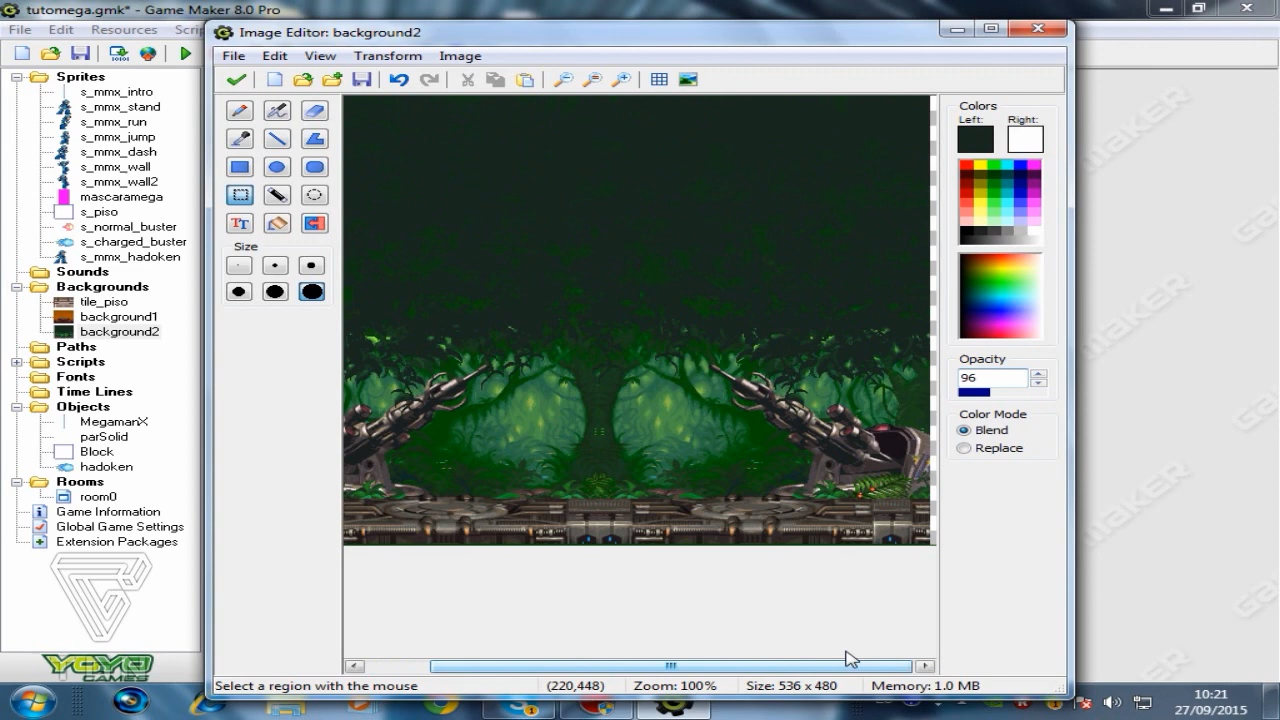 tutomega.gmk* - Game Maker 8.0 Pro
File Edit Resources
Image Editor: background2
File Edit View Transform Image
Sprites
s_mmx_intro
s_mmx_stand
s_mmx_run
s_mmx_jump
s_mmx_dash
s_mmx_wall
s_mmx_wall2
mascaramega
s_piso
s_normal_buster
s_charged_buster
s_mmx_hadoken
Sounds
Backgrounds
tile_piso
background1
background2
Paths
Scripts
Fonts
Time Lines
Objects
MegamanX
parSolid
Block
hadoken
Rooms
room0
Game Information
Global Game Settings
Extension Packages
YOYO
GAMES
Size
Colors
Left: Right:
Opacity
96
Color Mode
Blend
Replace
Select a region with the mouse (220,448) Zoom: 100% Size: 536 x 480 Memory: 1.0 MB
10:21
27/09/2015